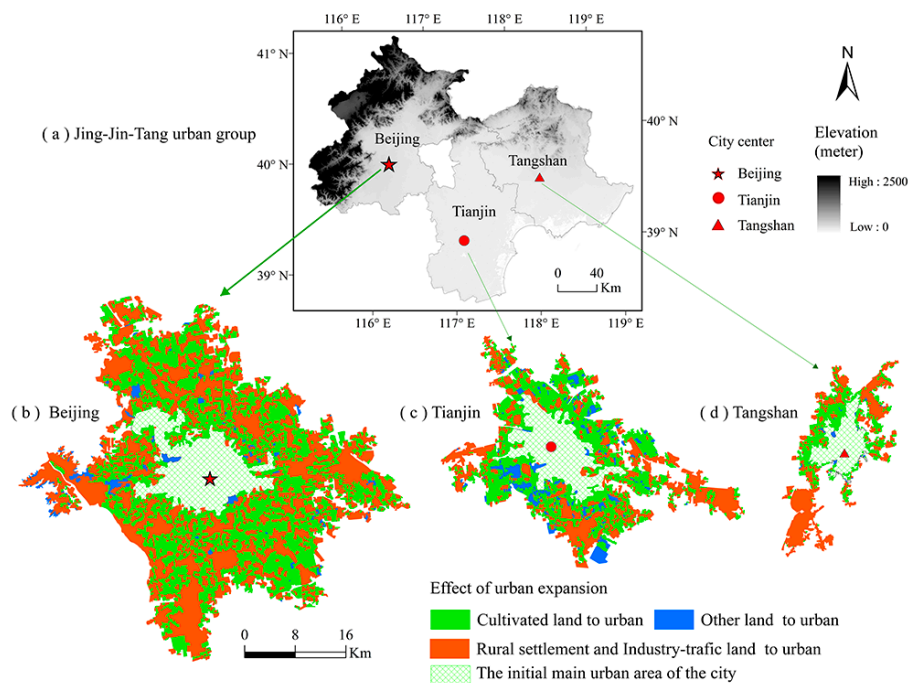 116° E
117° E
118° E
119° E
41° N
40° N
39° N
40° N
39° N
116° E
117° E
118° E
119° E
( a ) Jing-Jin-Tang urban group
Beijing
Tangshan
Tianjin
0 40
Km
N
City center
Beijing
Tianjin
Tangshan
Elevation
(meter)
High : 2500
Low : 0
( b ) Beijing
( c ) Tianjin
( d ) Tangshan
0 8 16
Km
Effect of urban expansion
Cultivated land to urban
Other land to urban
Rural settlement and Industry-trafic land to urban
The initial main urban area of the city